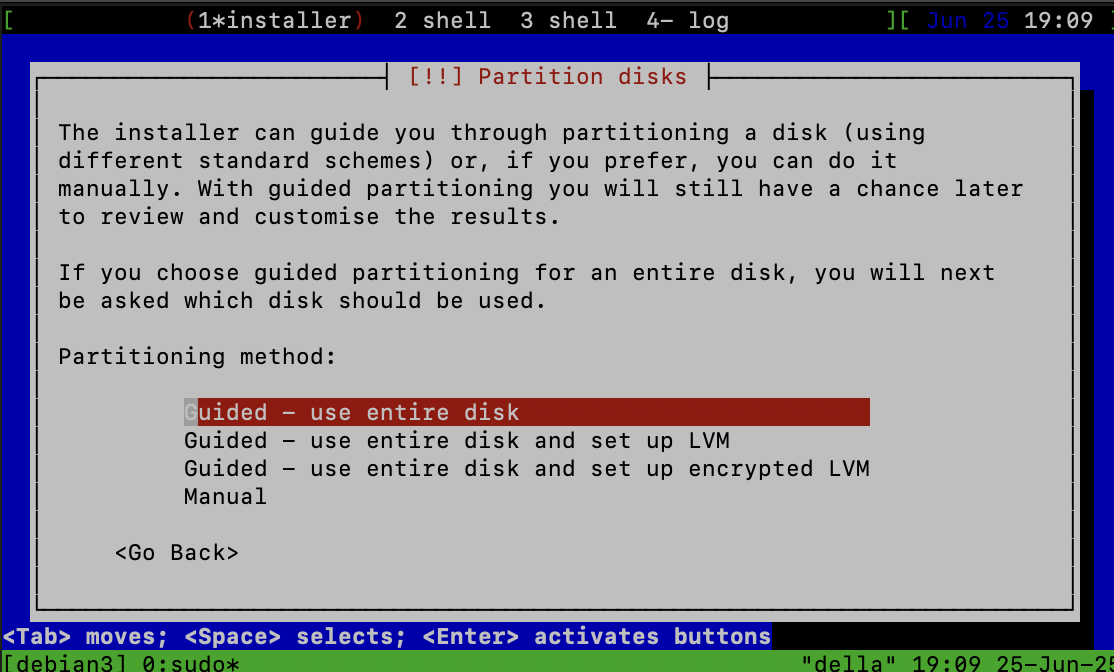 [ (1*installer) 2 shell 3 shell 4- log ][ Jun 25 19:09 ]
[!!] Partition disks
The installer can guide you through partitioning a disk (using
different standard schemes) or, if you prefer, you can do it
manually. With guided partitioning you will still have a chance later
to review and customise the results.
If you choose guided partitioning for an entire disk, you will next
be asked which disk should be used.
Partitioning method:
Guided – use entire disk
Guided – use entire disk and set up LVM
Guided – use entire disk and set up encrypted LVM
Manual
<Go Back>
<Tab> moves; <Space> selects; <Enter> activates buttons
[debian3] 0:sudo* "della" 19:09 25-Jun-25